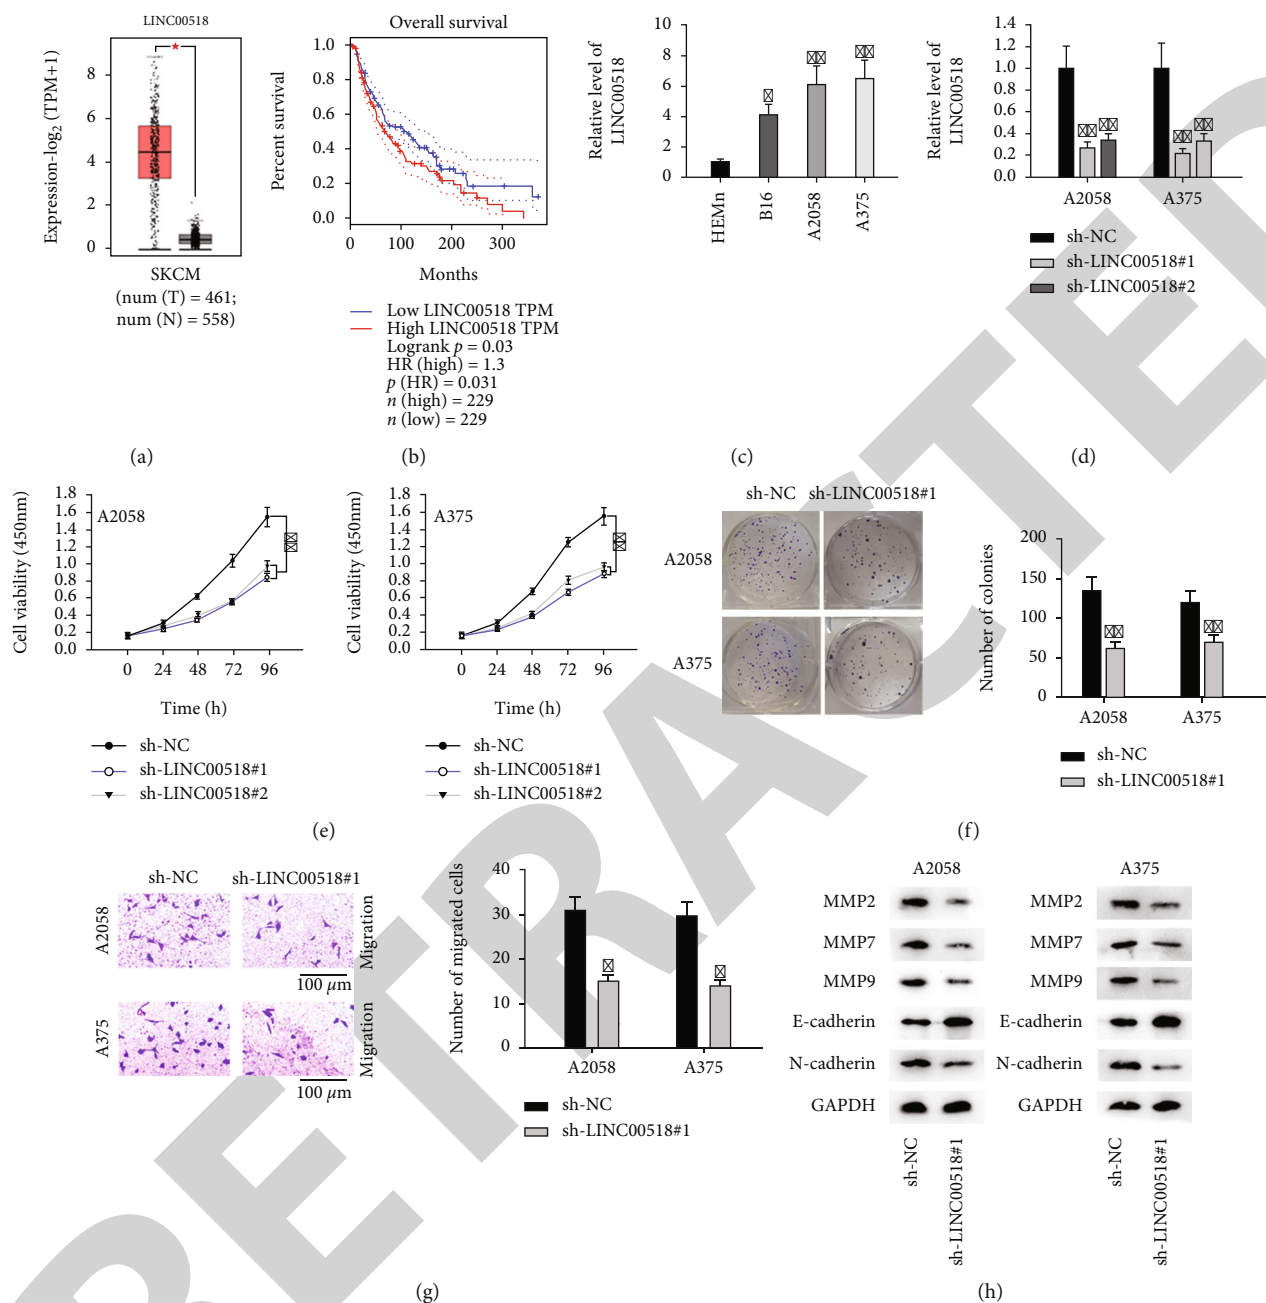 LINC00518
Expression-log2 (TPM+1)
8
6
4
2
0
SKCM
(num (T) = 461;
num (N) = 558)
(a)
Overall survival
Percent survival
1.0
0.8
0.6
0.4
0.2
0.0
0 100 200 300
Months
Low LINC00518 TPM
High LINC00518 TPM
Logrank p = 0.03
HR (high) = 1.3
p (HR) = 0.031
n (high) = 229
n (low) = 229
(b)
Relative level of
LINC00518
10
8
6
4
2
0
HEMn
B16
A2058
A375
(c)
Relative level of
LINC00518
1.4
1.2
1.0
0.8
0.6
0.4
0.2
0
A2058 A375
sh-NC
sh-LINC00518#1
sh-LINC00518#2
(d)
Cell viability (450nm)
1.8
1.6
1.4
1.2
1.0
0.8
0.6
0.4
0.2
A2058
0 24 48 72 96
Time (h)
sh-NC
sh-LINC00518#1
sh-LINC00518#2
Cell viability (450nm)
1.8
1.6
1.4
1.2
1.0
0.8
0.6
0.4
0.2
A375
0 24 48 72 96
Time (h)
sh-NC
sh-LINC00518#1
sh-LINC00518#2
(e)
sh-NC sh-LINC00518#1
A2058
A375
Number of colonies
200
150
100
50
0
A2058 A375
sh-NC
sh-LINC00518#1
(f)
sh-NC sh-LINC00518#1
A2058
Migration
100 μm
A375
Migration
100 μm
Number of migrated cells
40
30
20
10
0
A2058 A375
sh-NC
sh-LINC00518#1
(g)
A2058
MMP2
MMP7
MMP9
E-cadherin
N-cadherin
GAPDH
sh-NC
sh-LINC00518#1
A375
MMP2
MMP7
MMP9
E-cadherin
N-cadherin
GAPDH
sh-NC
sh-LINC00518#1
(h)
RETRACTED